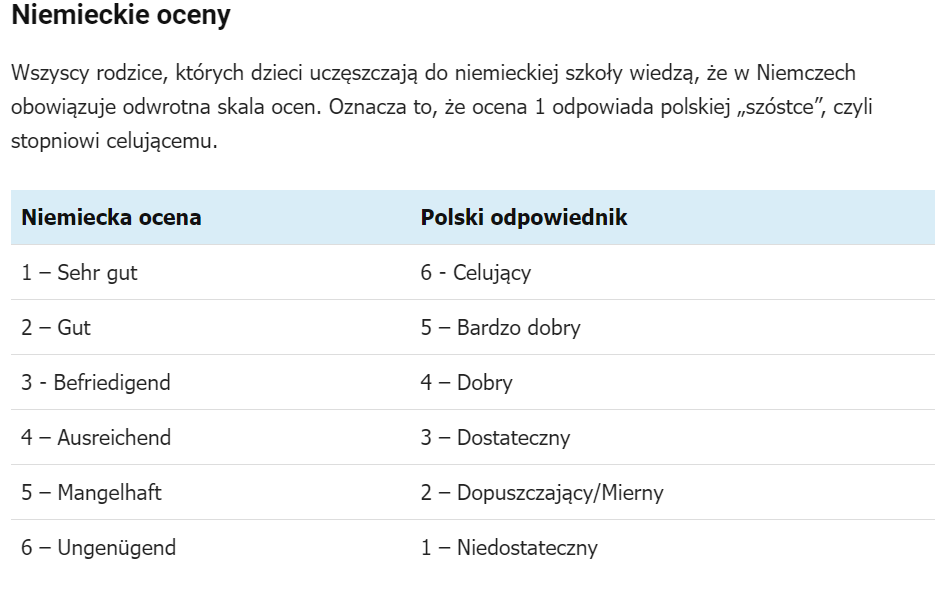 Niemieckie oceny
Wszyscy rodzice, których dzieci uczęszczają do niemieckiej szkoły wiedzą, że w Niemczech
obowiązuje odwrotna skala ocen. Oznacza to, że ocena 1 odpowiada polskiej „szóstce”, czyli
stopniowi celującemu.
Niemiecka ocena Polski odpowiednik
1 – Sehr gut 6 - Celujący
2 – Gut 5 – Bardzo dobry
3 - Befriedigend 4 – Dobry
4 – Ausreichend 3 – Dostateczny
5 – Mangelhaft 2 – Dopuszczający/Mierny
6 – Ungenügend 1 – Niedostateczny